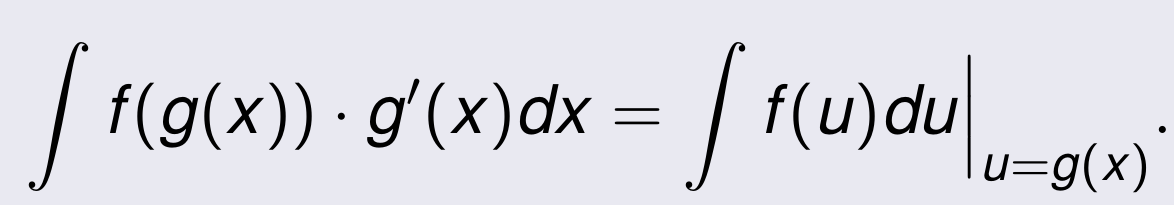 ∫ f(g(x)) · g′(x)dx = ∫ f(u)du|_{u=g(x)}.